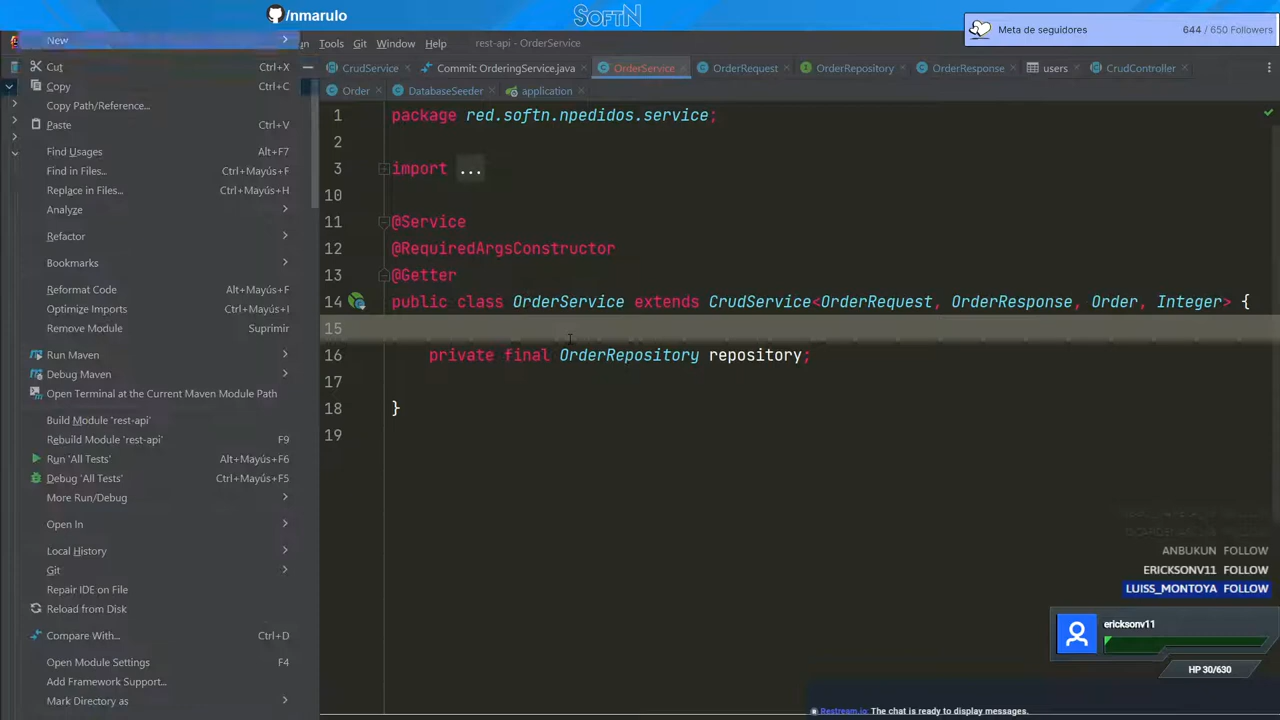 /nmarulo
SoftN
Meta de seguidores
644 / 650 Followers
Tools Git Window Help rest-api - OrderService
New
Cut Ctrl+X
Copy Ctrl+C
Copy Path/Reference...
Paste Ctrl+V
Find Usages Alt+F7
Find in Files... Ctrl+Mayús+F
Replace in Files... Ctrl+Mayús+H
Analyze
Refactor
Bookmarks
Reformat Code Alt+Mayús+F
Optimize Imports Alt+Mayús+I
Remove Module Suprimir
Run Maven
Debug Maven
Open Terminal at the Current Maven Module Path
Build Module 'rest-api'
Rebuild Module 'rest-api' F9
Run 'All Tests' Alt+Mayús+F6
Debug 'All Tests' Ctrl+Mayús+F5
More Run/Debug
Open In
Local History
Git
Repair IDE on File
Reload from Disk
Compare With... Ctrl+D
Open Module Settings F4
Add Framework Support...
Mark Directory as
CrudService Commit: OrderingService.java OrderService OrderRequest OrderRepository OrderResponse users CrudController
Order DatabaseSeeder application
1 package red.softn.npedidos.service;
2
3 import ...
10
11 @Service
12 @RequiredArgsConstructor
13 @Getter
14 public class OrderService extends CrudService<OrderRequest, OrderResponse, Order, Integer> {
15
16 private final OrderRepository repository;
17
18 }
19
ANBUKUN FOLLOW
ERICKSONV11 FOLLOW
LUISS_MONTOYA FOLLOW
ericksonv11
HP 30/630
Restream.io The chat is ready to display messages.